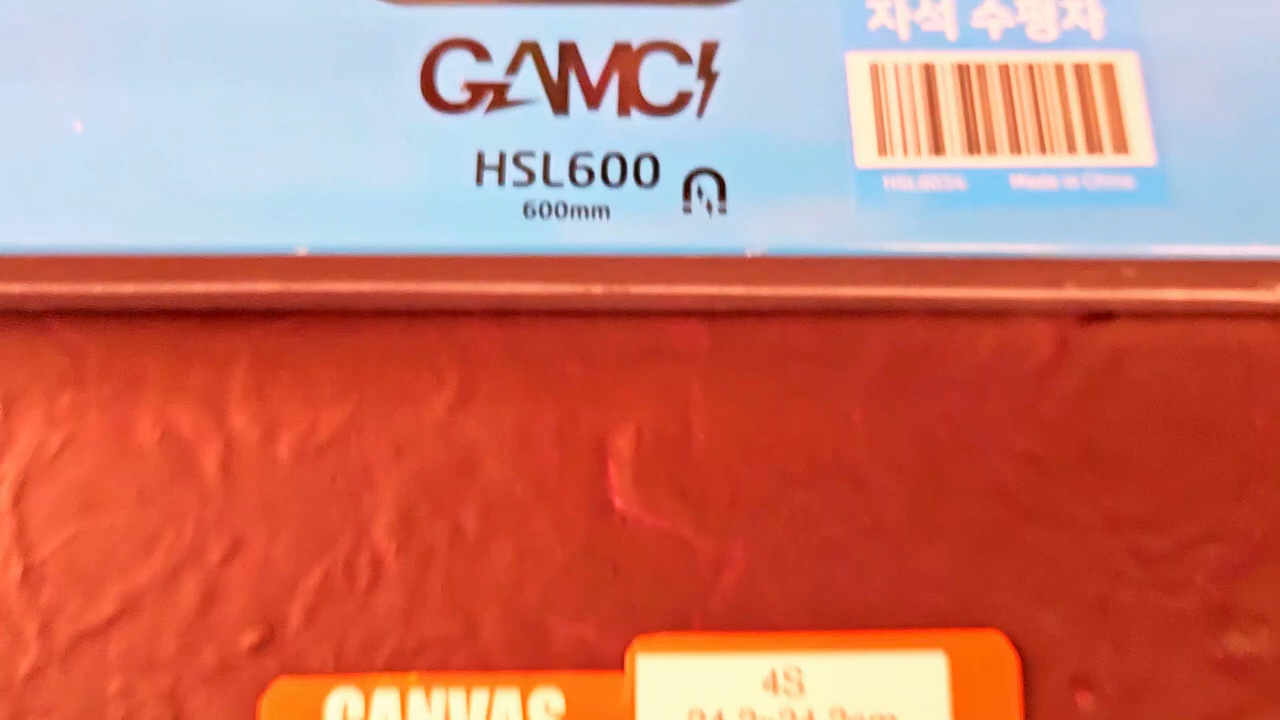 자석 수평자
GAMCI
HSL600
600mm
Made in China
CANVAS
4S